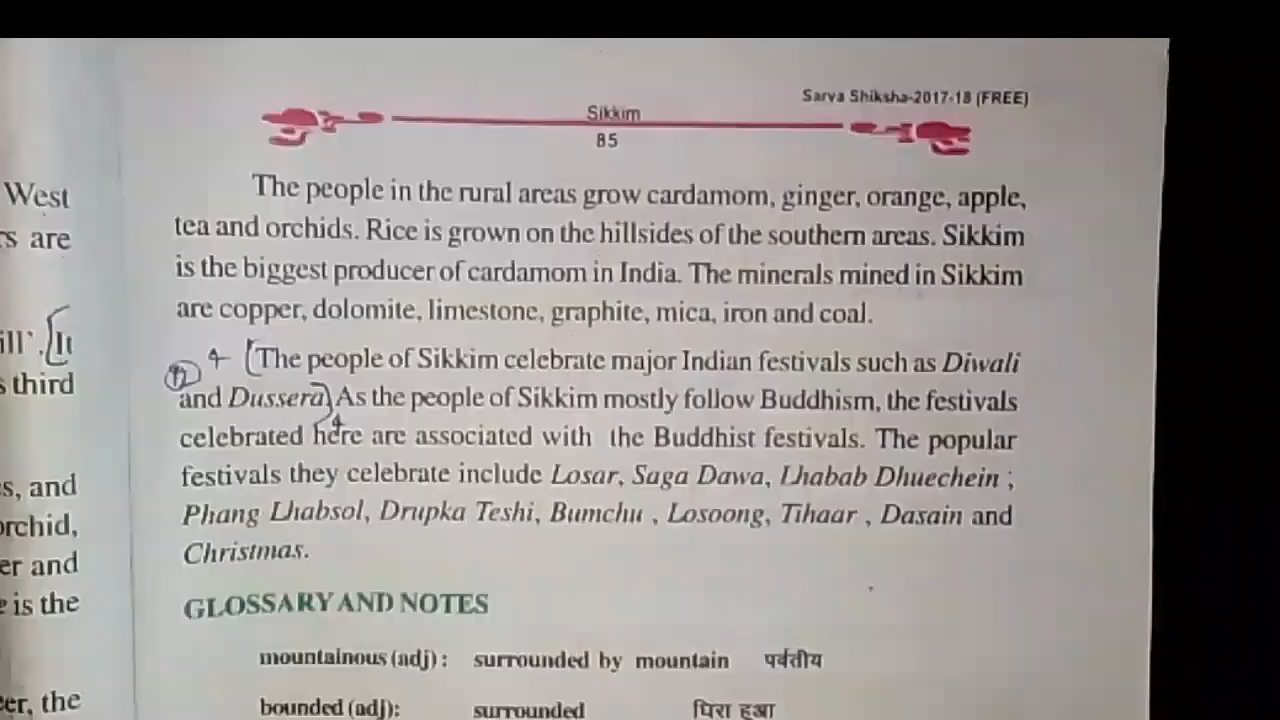 Sarva Shiksha-2017-18 (FREE)
Sikkim
85
West
rs are
ill'. It
s third
s, and
orchid,
er and
e is the
eer, the
The people in the rural areas grow cardamom, ginger, orange, apple,
tea and orchids. Rice is grown on the hillsides of the southern areas. Sikkim
is the biggest producer of cardamom in India. The minerals mined in Sikkim
are copper, dolomite, limestone, graphite, mica, iron and coal.
The people of Sikkim celebrate major Indian festivals such as Diwali
and Dussera. As the people of Sikkim mostly follow Buddhism, the festivals
celebrated here are associated with the Buddhist festivals. The popular
festivals they celebrate include Losar, Saga Dawa, Lhabab Dhuechein ;
Phang Lhabsol, Drupka Teshi, Bumchu , Losoong, Tihaar , Dasain and
Christmas.
GLOSSARY AND NOTES
mountainous (adj) : surrounded by mountain पर्वतीय
bounded (adj): surrounded घिरा हुआ